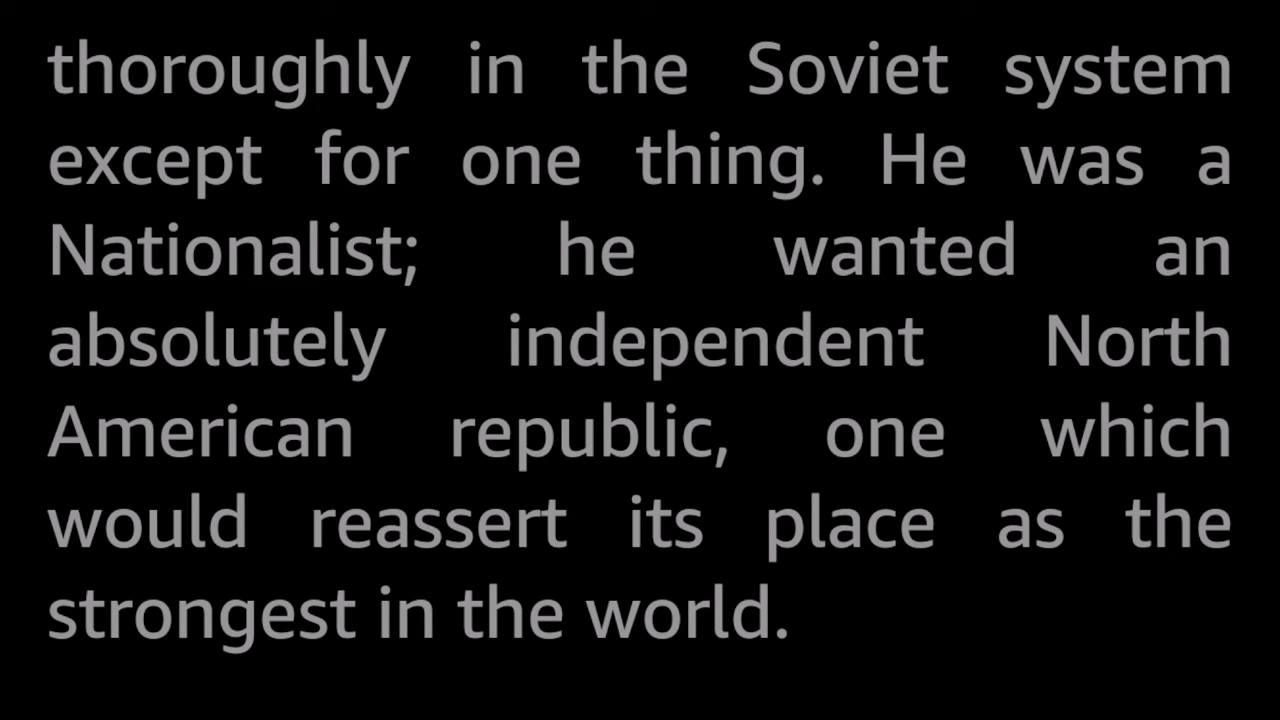 thoroughly in the Soviet system
except for one thing. He was a
Nationalist; he wanted an
absolutely independent North
American republic, one which
would reassert its place as the
strongest in the world.